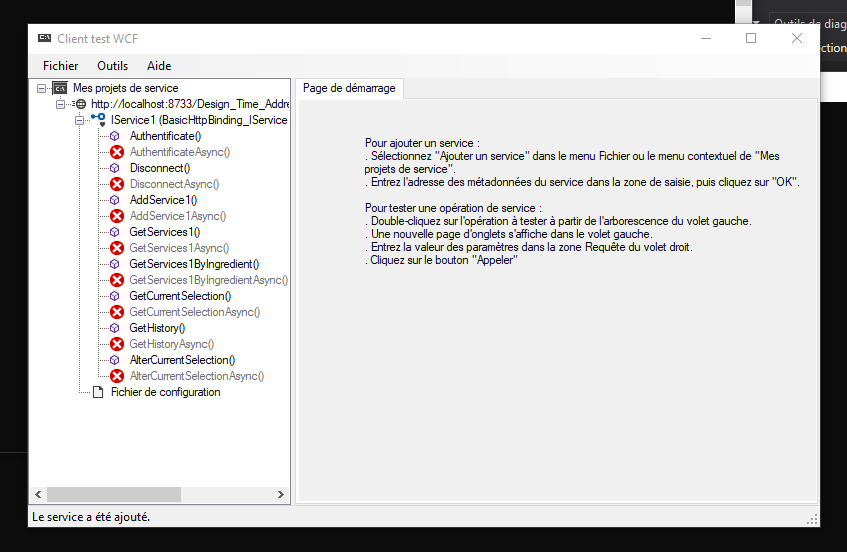 Outils de diag
Client test WCF
ction
Fichier Outils Aide
Mes projets de service
http://localhost:8733/Design_Time_Addre
IService1 (BasicHttpBinding_IService
Authentificate()
AuthentificateAsync()
Disconnect()
DisconnectAsync()
AddService1()
AddService1Async()
GetServices1()
GetServices1Async()
GetServices1ByIngredient()
GetServices1ByIngredientAsync()
GetCurrentSelection()
GetCurrentSelectionAsync()
GetHistory()
GetHistoryAsync()
AlterCurrentSelection()
AlterCurrentSelectionAsync()
Fichier de configuration
Page de démarrage
Pour ajouter un service :
. Sélectionnez "Ajouter un service" dans le menu Fichier ou le menu contextuel de "Mes
projets de service".
. Entrez l'adresse des métadonnées du service dans la zone de saisie, puis cliquez sur "OK".
Pour tester une opération de service :
. Double-cliquez sur l'opération à tester à partir de l'arborescence du volet gauche.
. Une nouvelle page d'onglets s'affiche dans le volet gauche.
. Entrez la valeur des paramètres dans la zone Requête du volet droit.
. Cliquez sur le bouton "Appeler"
Le service a été ajouté.